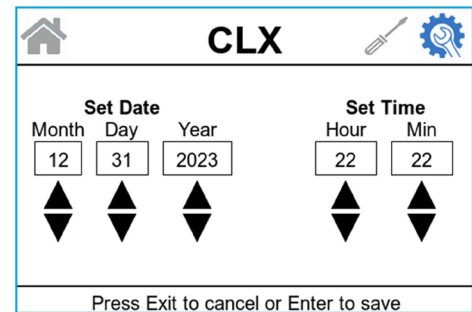 CLX
Set Date Set Time
Month Day Year Hour Min
12 31 2023 22 22
Press Exit to cancel or Enter to save